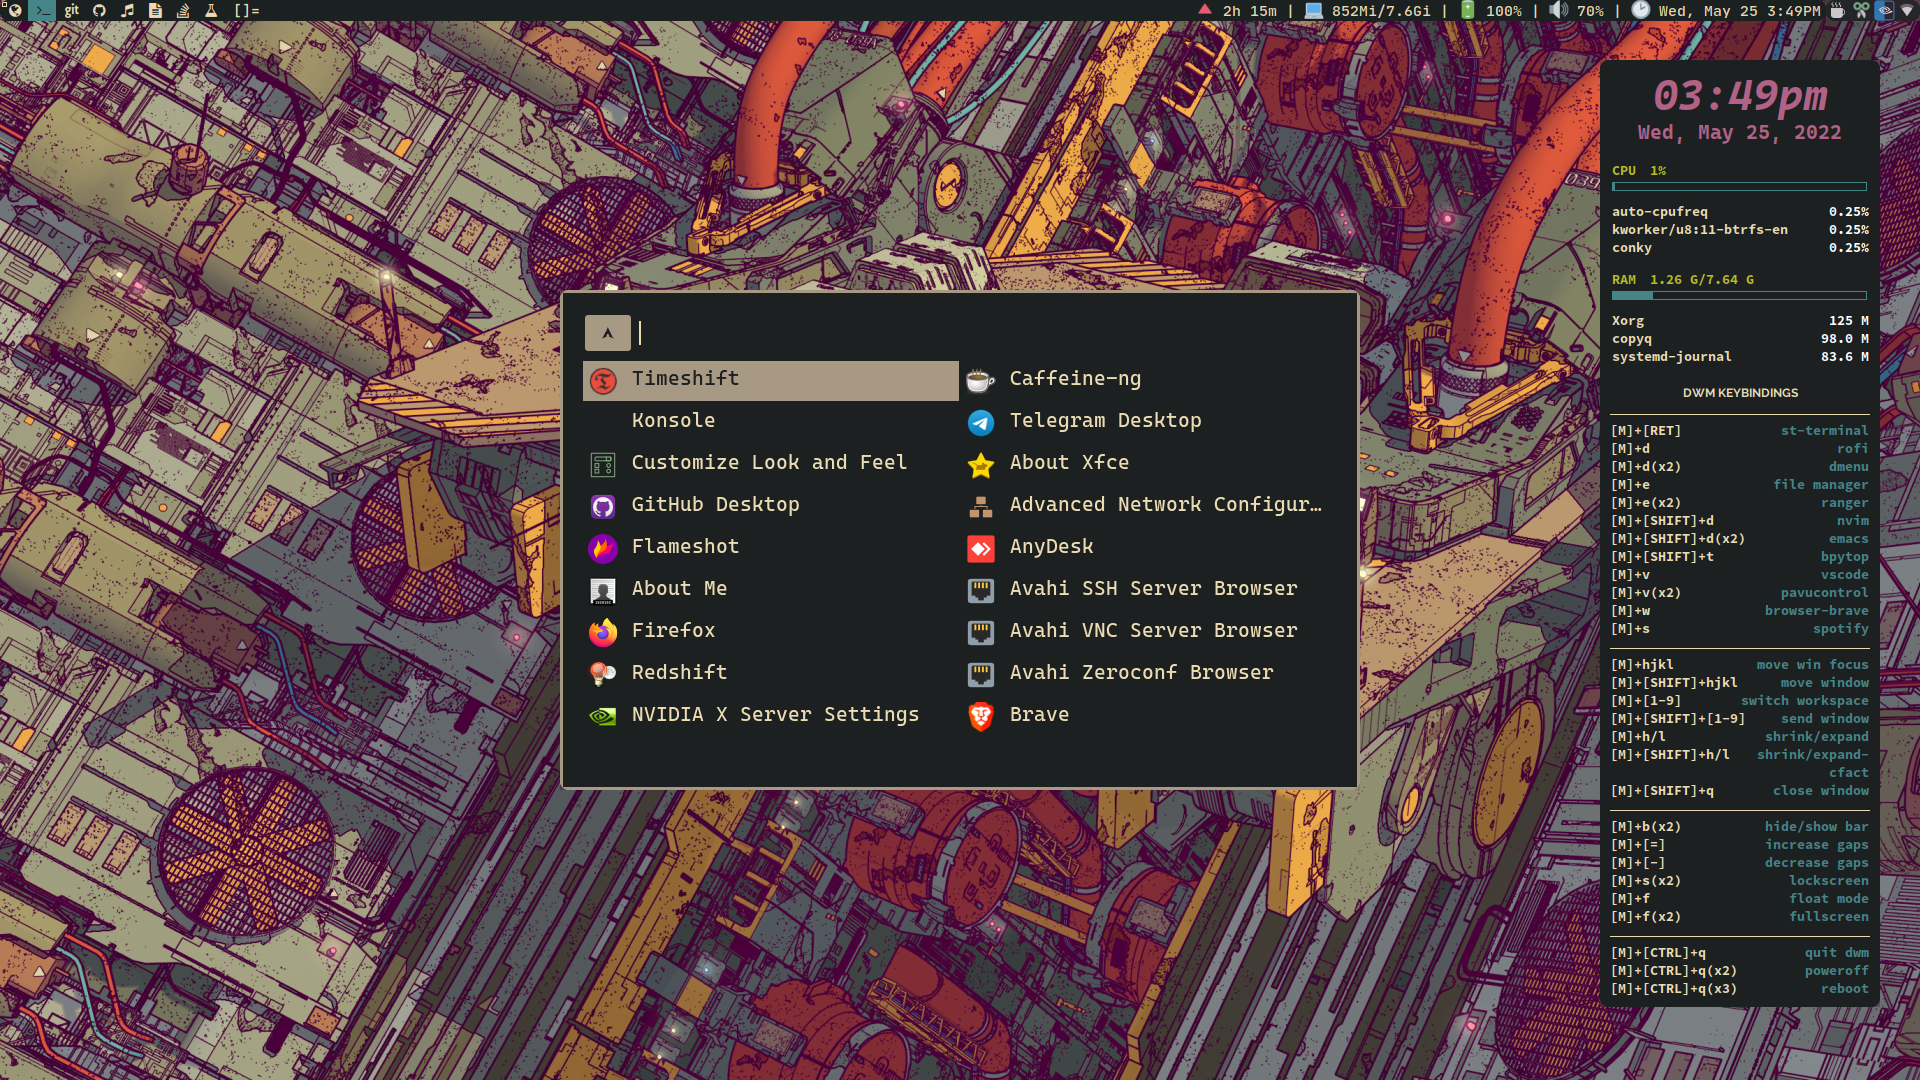 git []= 2h 15m | 852Mi/7.6Gi | 100% | 70% | Wed, May 25 3:49PM
03:49pm
Wed, May 25, 2022
CPU 1%
auto-cpufreq 0.25%
kworker/u8:11-btrfs-en 0.25%
conky 0.25%
RAM 1.26 G/7.64 G
Xorg 125 M
copyq 98.0 M
systemd-journal 83.6 M
DWM KEYBINDINGS
[M]+[RET] st-terminal
[M]+d rofi
[M]+d(x2) dmenu
[M]+e file manager
[M]+e(x2) ranger
[M]+[SHIFT]+d nvim
[M]+[SHIFT]+d(x2) emacs
[M]+[SHIFT]+t bpytop
[M]+v vscode
[M]+v(x2) pavucontrol
[M]+w browser-brave
[M]+s spotify
[M]+hjkl move win focus
[M]+[SHIFT]+hjkl move window
[M]+[1-9] switch workspace
[M]+[SHIFT]+[1-9] send window
[M]+h/l shrink/expand
[M]+[SHIFT]+h/l shrink/expand-
cfact
[M]+[SHIFT]+q close window
[M]+b(x2) hide/show bar
[M]+[=] increase gaps
[M]+[-] decrease gaps
[M]+s(x2) lockscreen
[M]+f float mode
[M]+f(x2) fullscreen
[M]+[CTRL]+q quit dwm
[M]+[CTRL]+q(x2) poweroff
[M]+[CTRL]+q(x3) reboot
Timeshift
Konsole
Customize Look and Feel
GitHub Desktop
Flameshot
About Me
Firefox
Redshift
NVIDIA X Server Settings
Caffeine-ng
Telegram Desktop
About Xfce
Advanced Network Configur…
AnyDesk
Avahi SSH Server Browser
Avahi VNC Server Browser
Avahi Zeroconf Browser
Brave